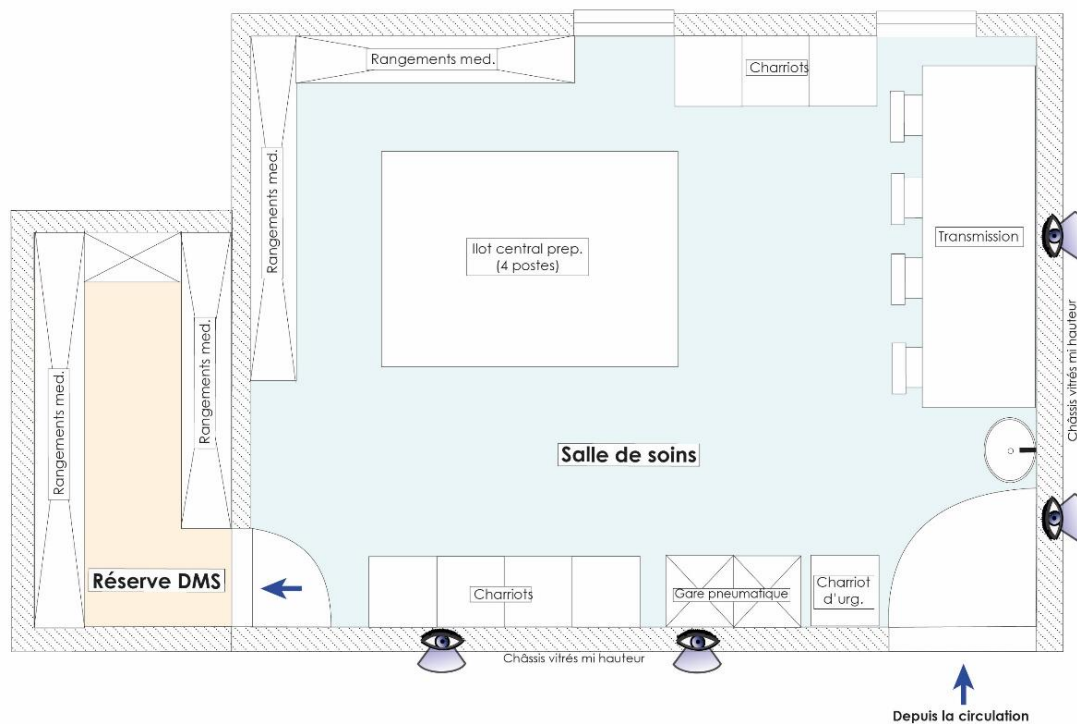 Rangements med.
Charriots
Rangements med.
Ilot central prep.
(4 postes)
Transmission
Châssis vitrés mi hauteur
Rangements med.
Rangements med.
Salle de soins
Réserve DMS
Charriots
Gare pneumatique
Charriot
d'urg.
Châssis vitrés mi hauteur
Depuis la circulation